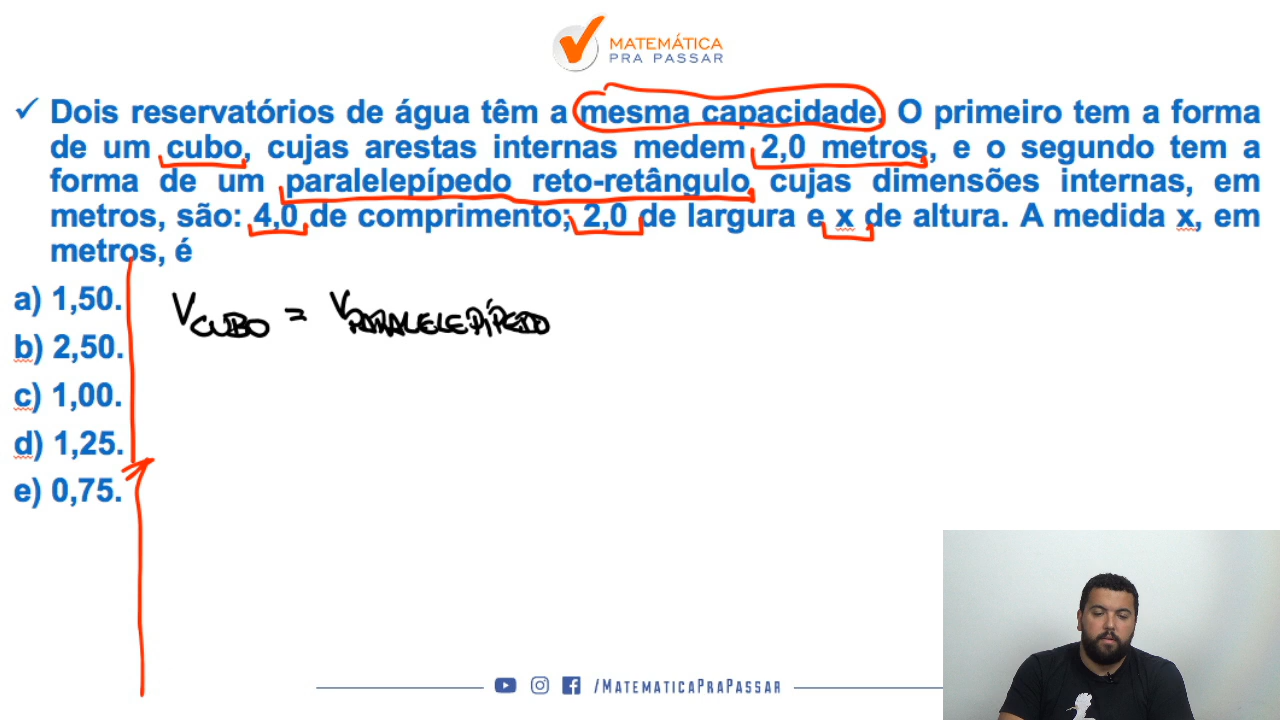 MATEMÁTICA
PRA PASSAR
✓ Dois reservatórios de água têm a mesma capacidade. O primeiro tem a forma
de um cubo, cujas arestas internas medem 2,0 metros, e o segundo tem a
forma de um paralelepípedo reto-retângulo cujas dimensões internas, em
metros, são: 4,0 de comprimento; 2,0 de largura e x de altura. A medida x, em
metros, é
a) 1,50.
b) 2,50.
c) 1,00.
d) 1,25.
e) 0,75.
VCUBO = VPARALELEPÍPEDO
/MATEMATICAPRAPASSAR